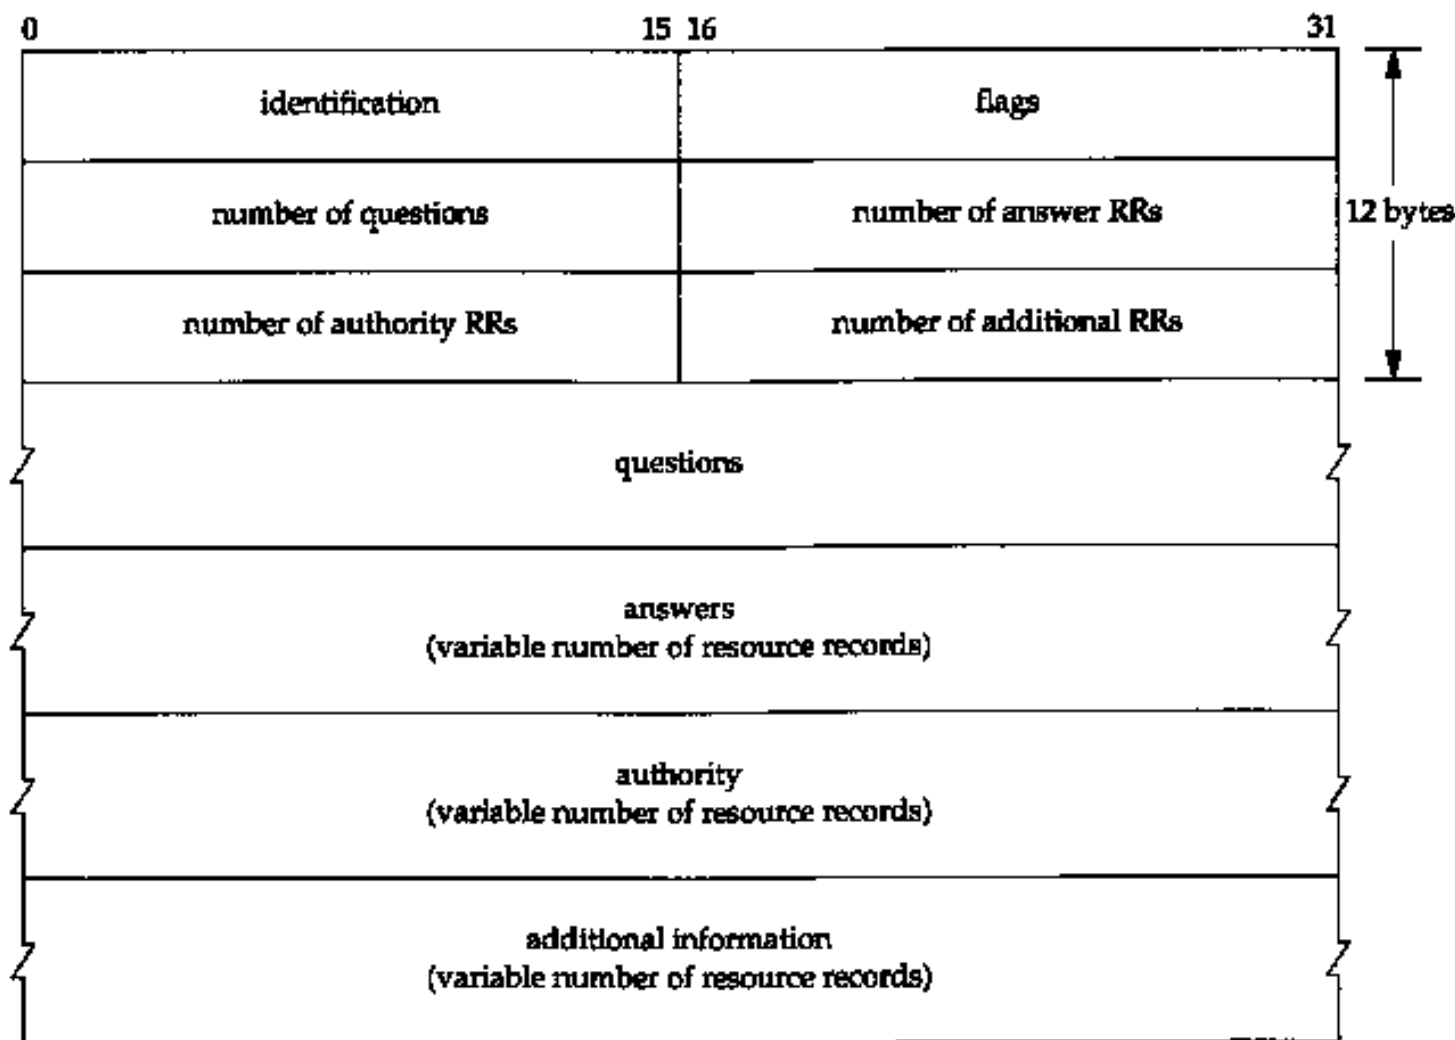 0 15 16 31
identification flags
number of questions number of answer RRs 12 bytes
number of authority RRs number of additional RRs
questions
answers
(variable number of resource records)
authority
(variable number of resource records)
additional information
(variable number of resource records)